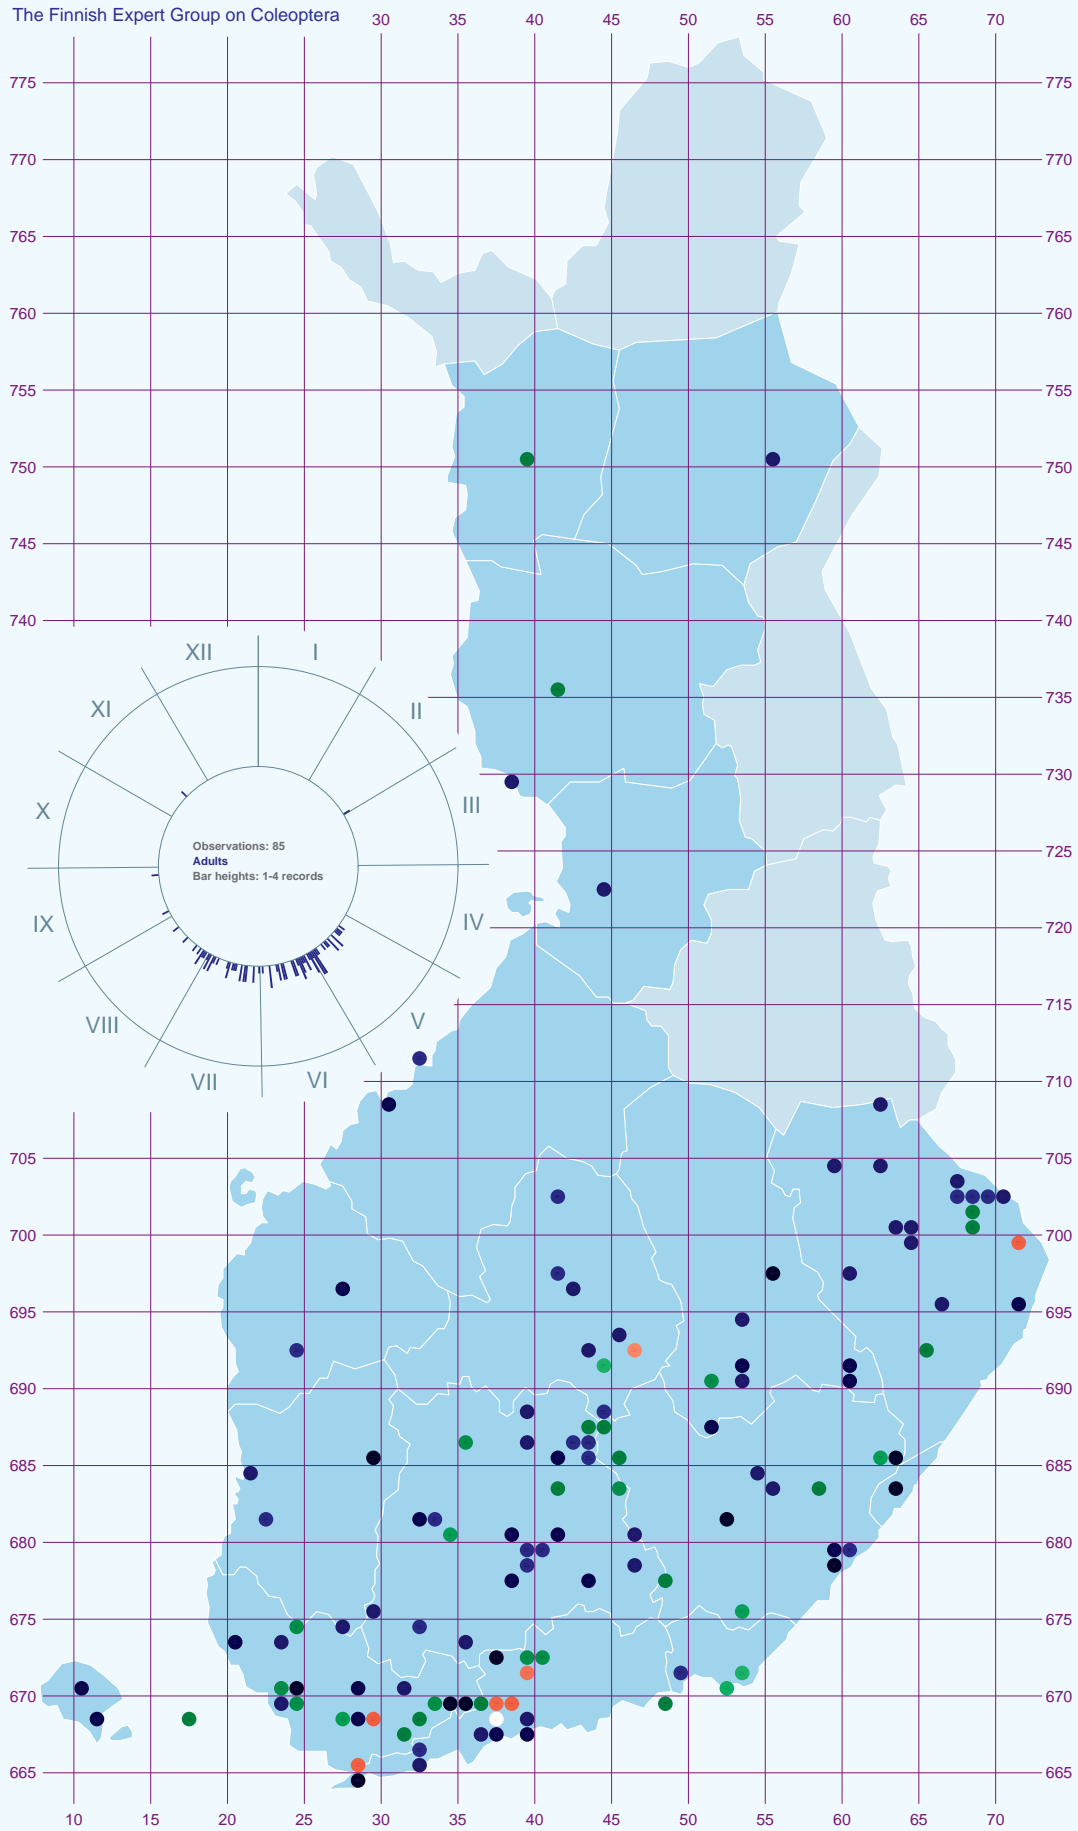 The Finnish Expert Group on Coleoptera 30 35 40 45 50 55 60 65 70
775 775
770 770
765 765
760 760
755 755
750 750
745 745
740 740
XII I
XI II
735
730
X III
Observations: 85
Adults
Bar heights: 1-4 records
725
IX IV
720
715
VIII V
VII VI
710
705 705
700 700
695 695
690 690
685 685
680 680
675 675
670 670
665 665
10 15 20 25 30 35 40 45 50 55 60 65 70